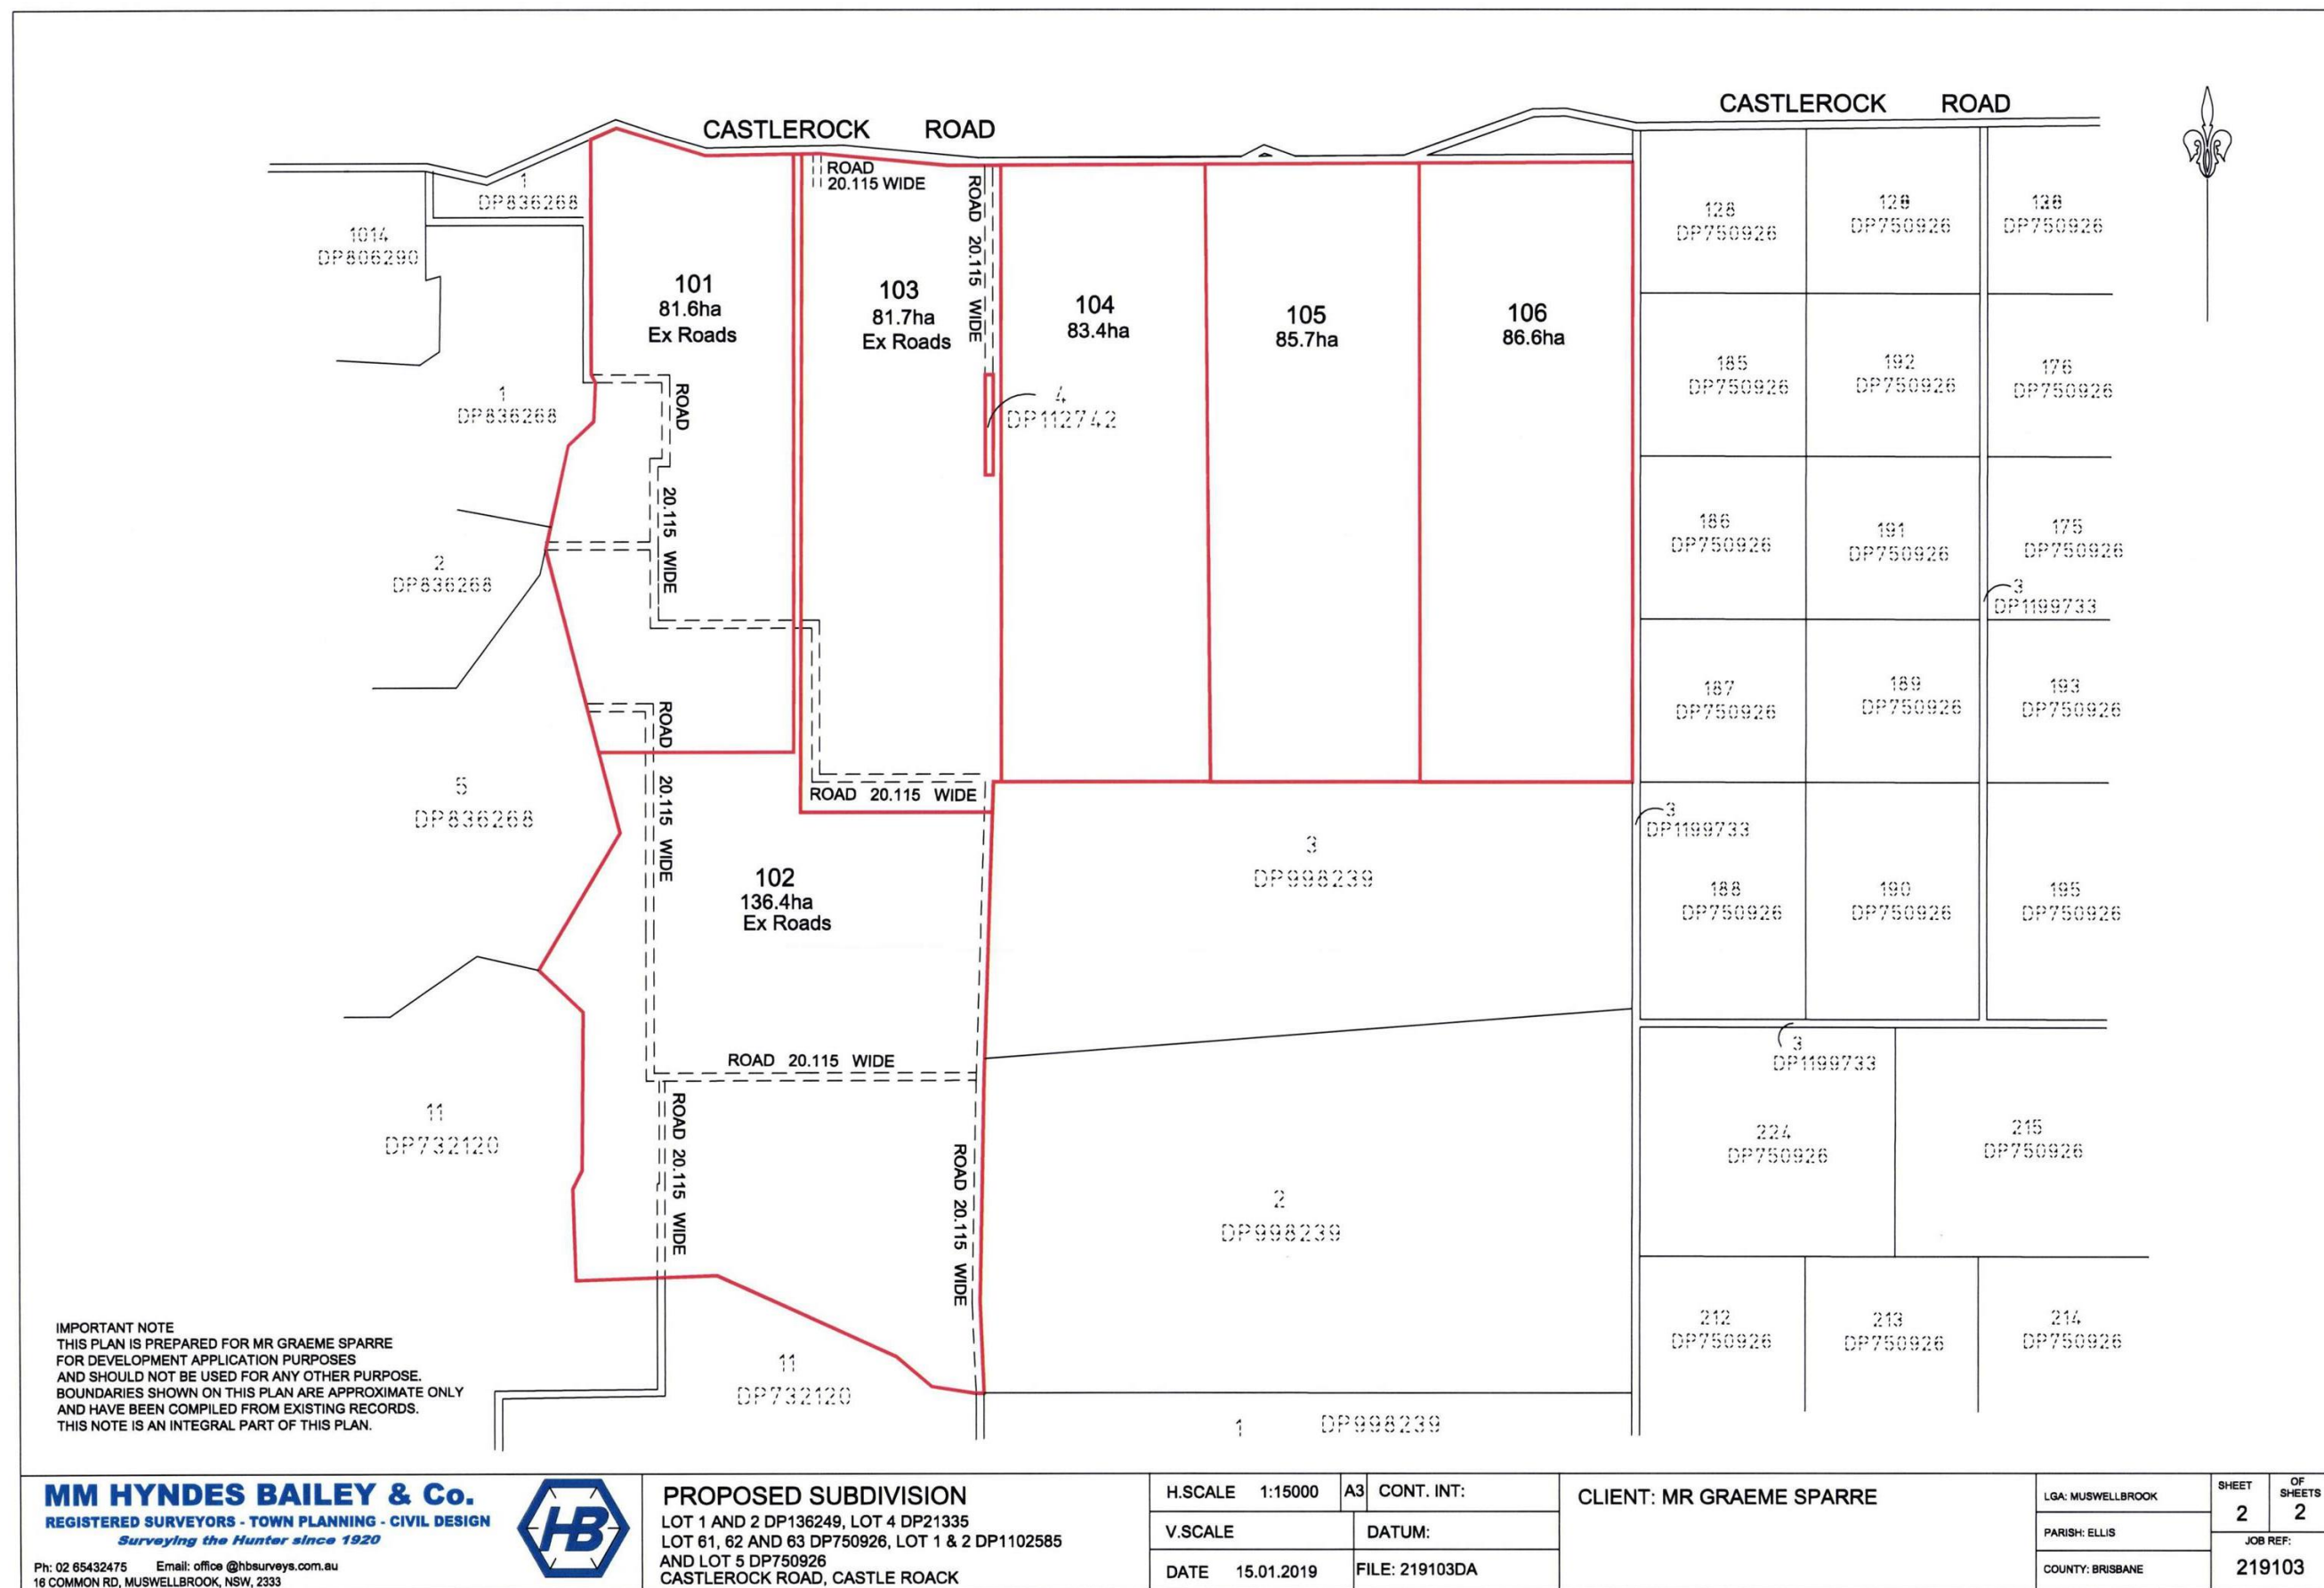 CASTLEROCK ROAD
CASTLEROCK ROAD
1
DP836268
1014
DP806290
ROAD
20.115 WIDE
ROAD 20.115 WIDE
101
81.6ha
Ex Roads
103
81.7ha
Ex Roads
104
83.4ha
105
85.7ha
106
86.6ha
128
DP750926
DP750926
DP750926
185
DP750926
192
DP750926
176
DP750926
1
DP836268
ROAD 20.115 WIDE
4
DP112742
186
DP750926
191
DP750926
175
DP750926
2
DP836268
3
DP1199733
187
DP750926
189
DP750926
193
DP750926
ROAD 20.115 WIDE
5
DP836268
ROAD 20.115 WIDE
3
DP1199733
102
136.4ha
Ex Roads
3
DP998239
188
DP750926
190
DP750926
195
DP750926
ROAD 20.115 WIDE
3
DP1199733
11
DP732120
ROAD 20.115 WIDE
ROAD 20.115 WIDE
2
DP998239
224
DP750926
215
DP750926
212
DP750926
213
DP750926
214
DP750926
11
DP732120
1 DP998239
IMPORTANT NOTE
THIS PLAN IS PREPARED FOR MR GRAEME SPARRE
FOR DEVELOPMENT APPLICATION PURPOSES
AND SHOULD NOT BE USED FOR ANY OTHER PURPOSE.
BOUNDARIES SHOWN ON THIS PLAN ARE APPROXIMATE ONLY
AND HAVE BEEN COMPILED FROM EXISTING RECORDS.
THIS NOTE IS AN INTEGRAL PART OF THIS PLAN.
MM HYNDES BAILEY & Co.
REGISTERED SURVEYORS - TOWN PLANNING - CIVIL DESIGN
Surveying the Hunter since 1920
Ph: 02 65432475 Email: office @hbsurveys.com.au
16 COMMON RD, MUSWELLBROOK, NSW, 2333
HB
PROPOSED SUBDIVISION
LOT 1 AND 2 DP136249, LOT 4 DP21335
LOT 61, 62 AND 63 DP750926, LOT 1 & 2 DP1102585
AND LOT 5 DP750926
CASTLEROCK ROAD, CASTLE ROACK
H.SCALE 1:15000 A3 CONT. INT:
V.SCALE DATUM:
DATE 15.01.2019 FILE: 219103DA
CLIENT: MR GRAEME SPARRE
LGA: MUSWELLBROOK
PARISH: ELLIS
COUNTY: BRISBANE
SHEET 2 OF SHEETS 2
JOB REF:
219103